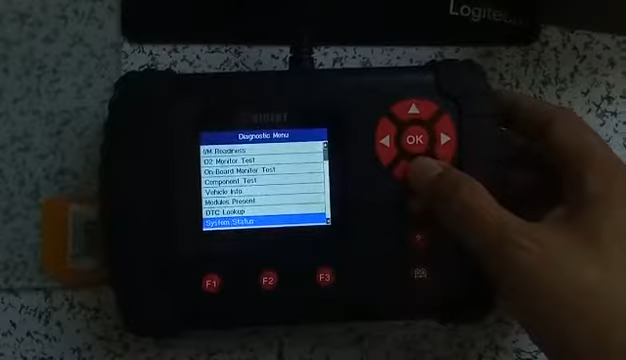 Logitech
VIDENT
Diagnostic Menu
I/M Readiness
O2 Monitor Test
On-Board Monitor Test
Component Test
Vehicle Info
Modules Present
DTC Lookup
System Status
OK
F1
F2
F3